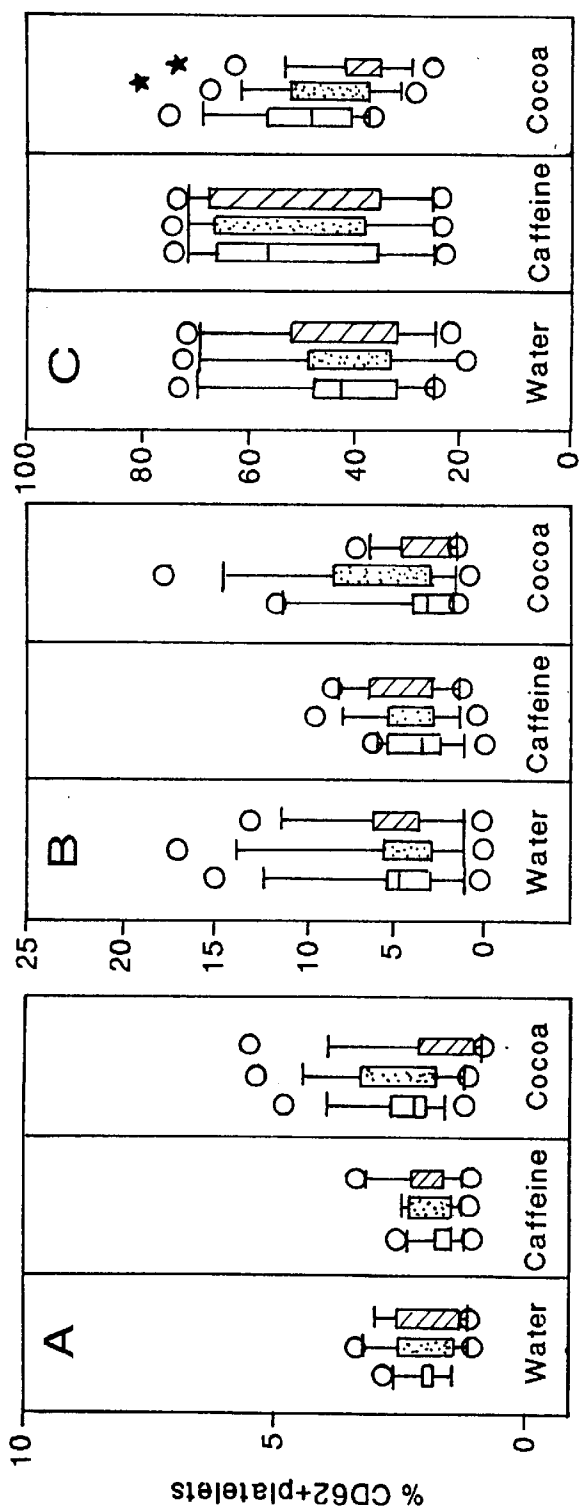 % CD62+platelets
A
10
5
0
Water
Caffeine
Cocoa
B
25
20
15
10
5
0
Water
Caffeine
Cocoa
C
100
80
60
40
20
0
Water
Caffeine
Cocoa